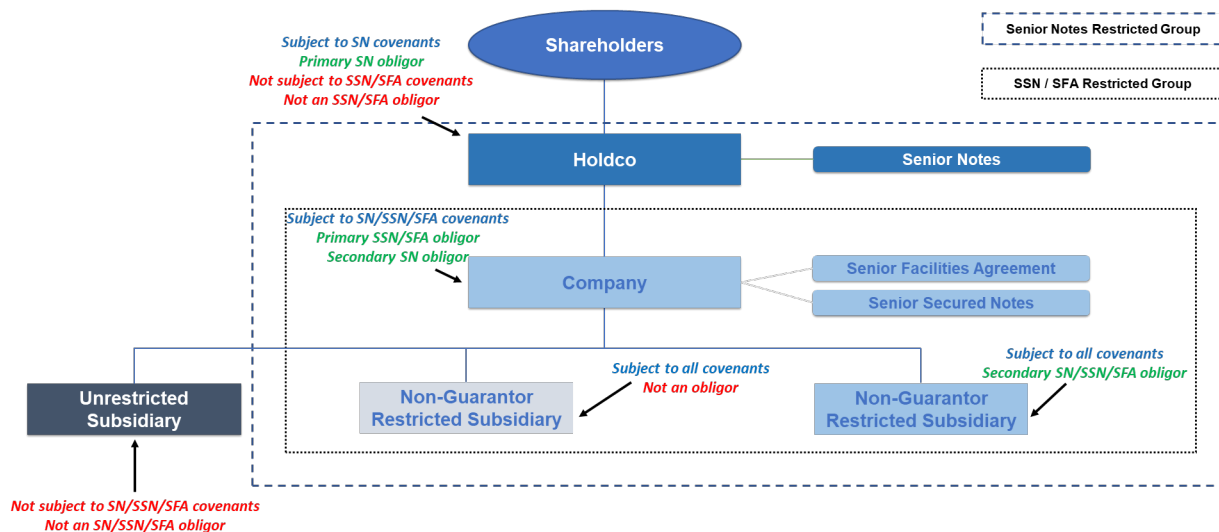 Shareholders
Senior Notes Restricted Group
SSN / SFA Restricted Group
Subject to SN covenants
Primary SN obligor
Not subject to SSN/SFA covenants
Not an SSN/SFA obligor
Holdco
Senior Notes
Subject to SN/SSN/SFA covenants
Primary SSN/SFA obligor
Secondary SN obligor
Company
Senior Facilities Agreement
Senior Secured Notes
Subject to all covenants
Not an obligor
Subject to all covenants
Secondary SN/SSN/SFA obligor
Unrestricted
Subsidiary
Non-Guarantor
Restricted Subsidiary
Non-Guarantor
Restricted Subsidiary
Not subject to SN/SSN/SFA covenants
Not an SN/SSN/SFA obligor